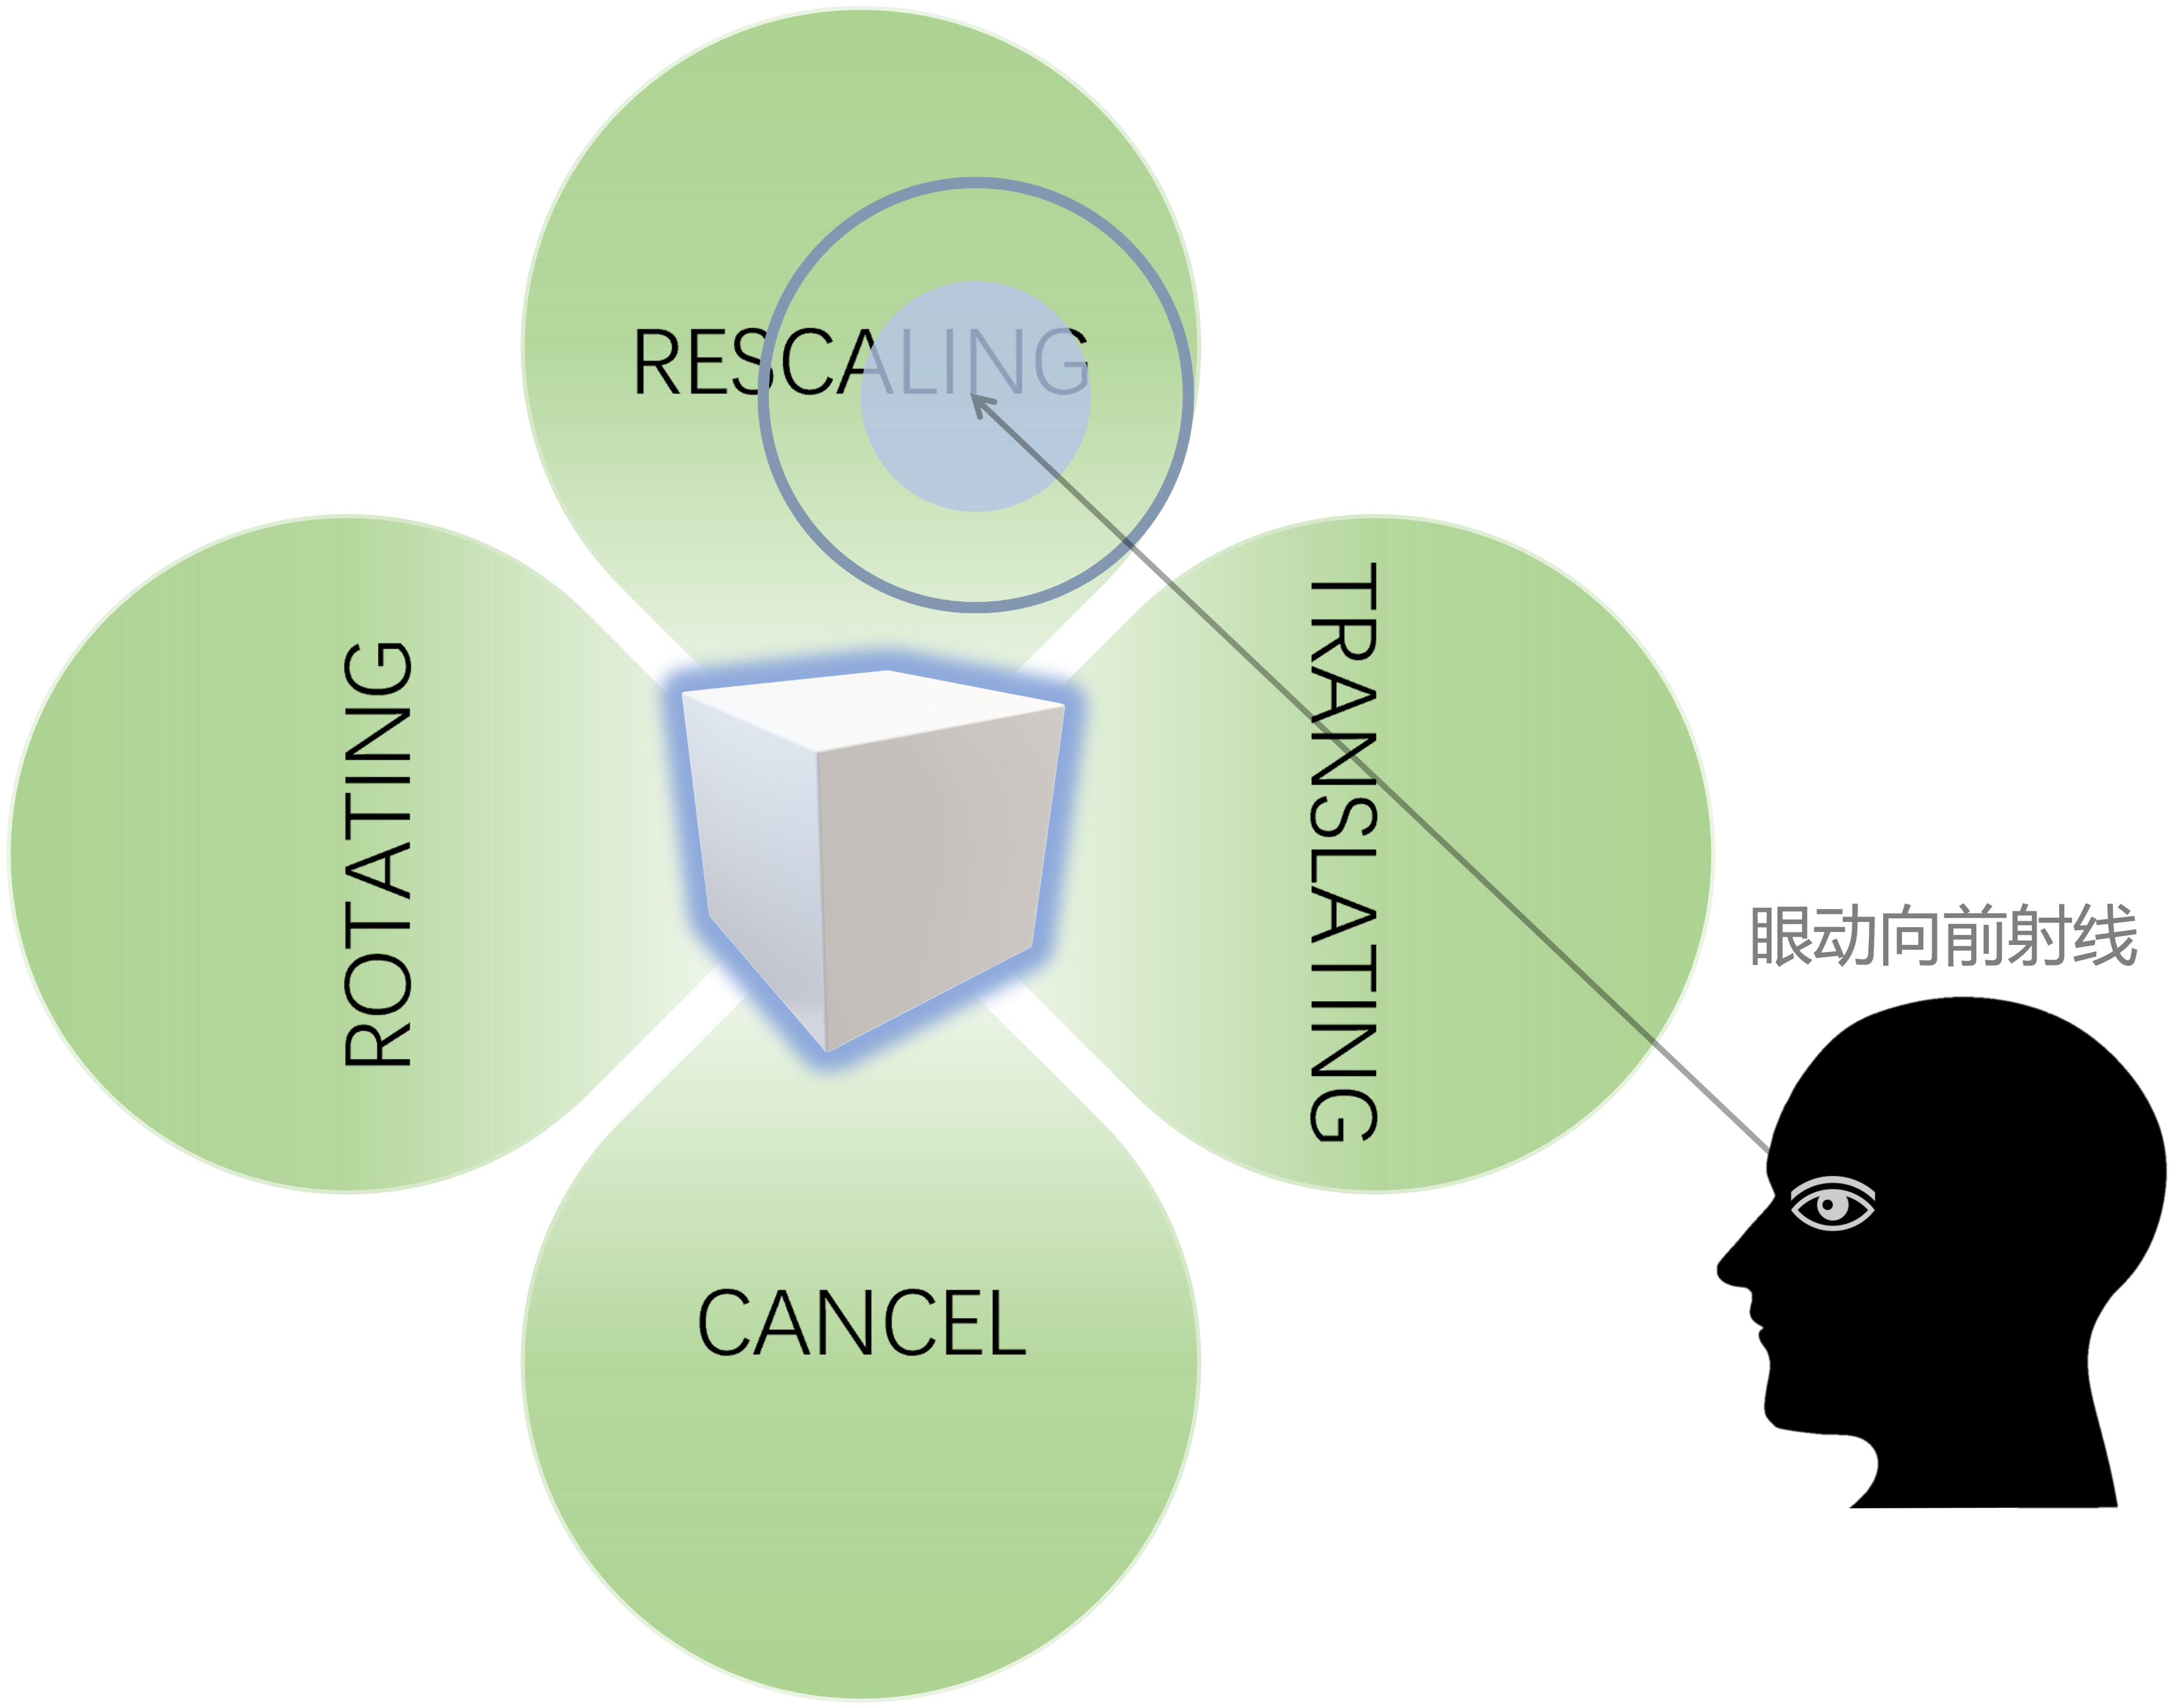 RESCALING
ROTATING
TRANSLATING
眼动向前射线
CANCEL